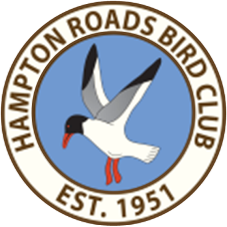 HAMPTON ROADS BIRD CLUB
EST. 1951